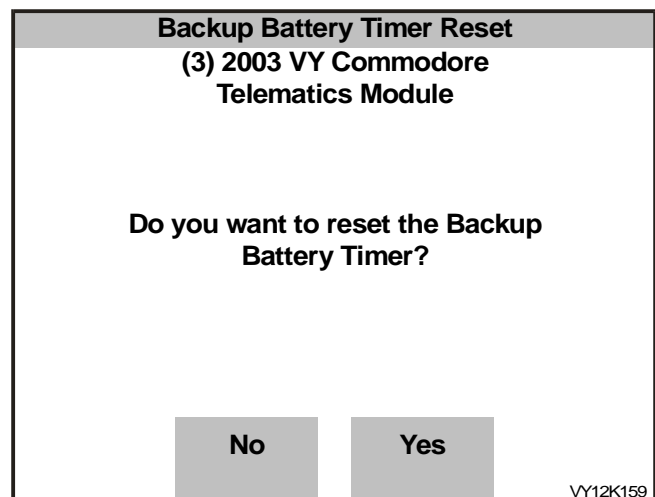 Backup Battery Timer Reset
(3) 2003 VY Commodore
Telematics Module
Do you want to reset the Backup
Battery Timer?
No Yes
VY12K159